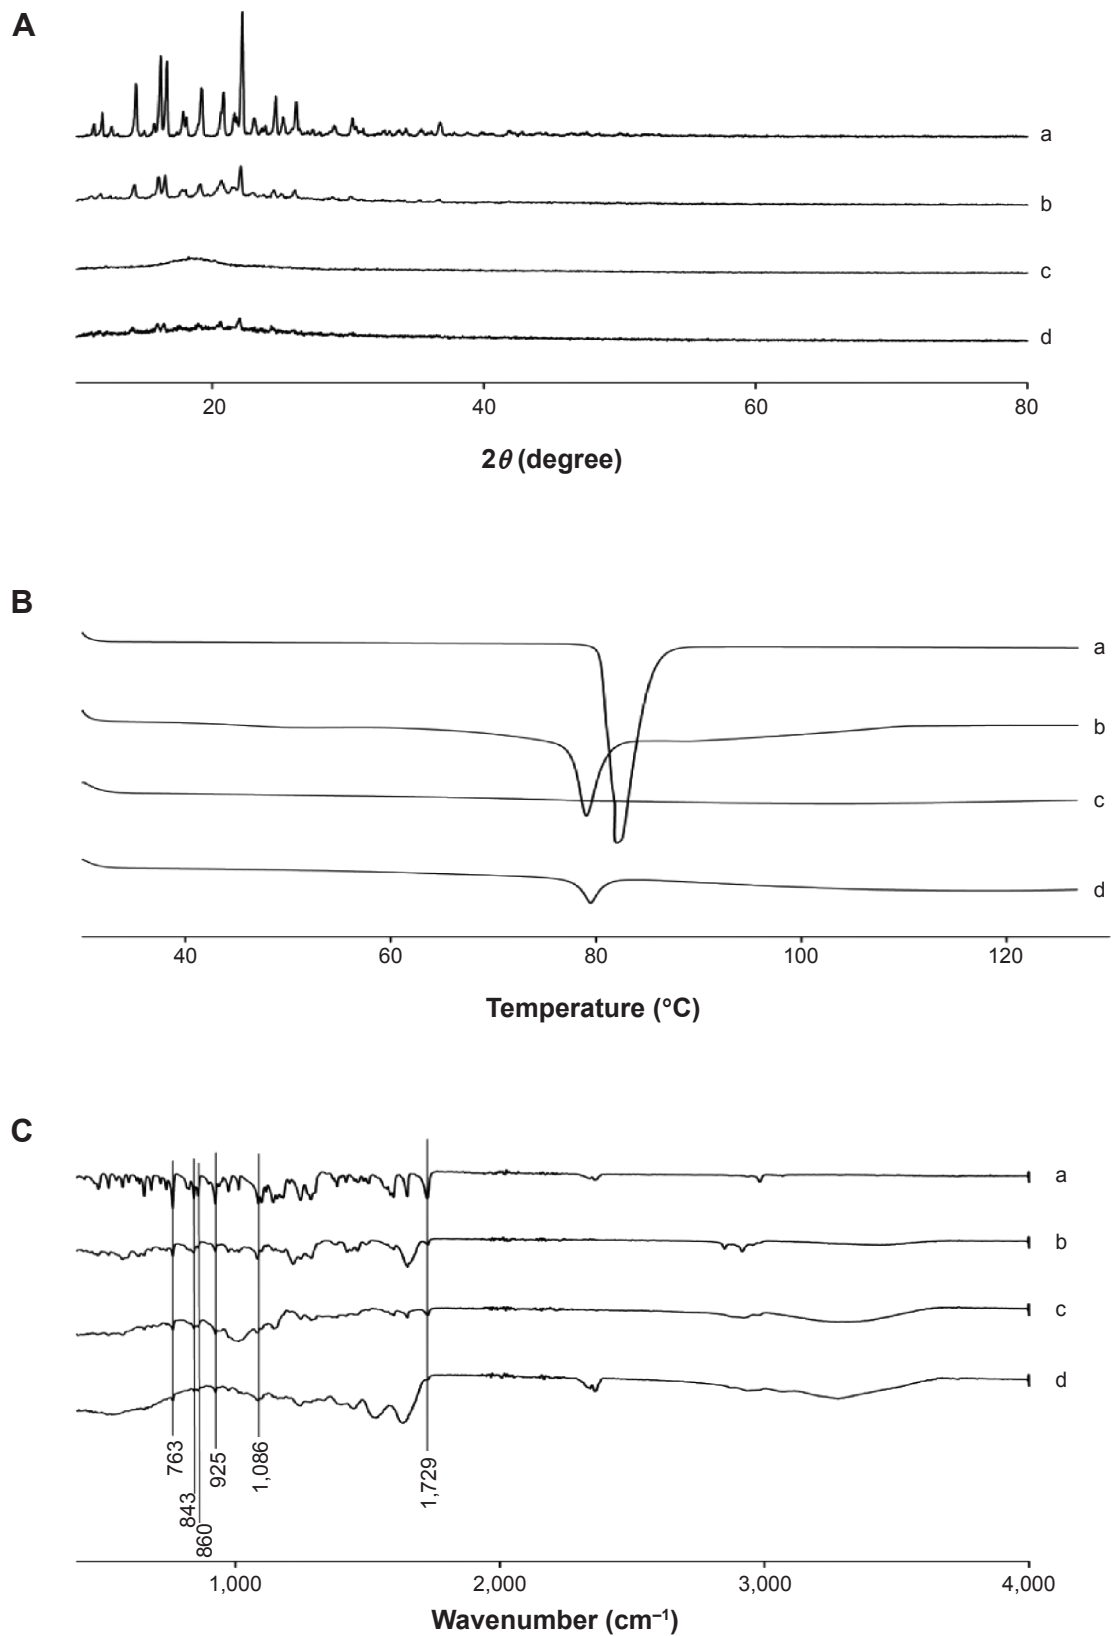 A
a
b
c
d
20 40 60 80
2θ (degree)
B
a
b
c
d
40 60 80 100 120
Temperature (°C)
C
a
b
c
d
763
843
860
925
1,086
1,729
1,000 2,000 3,000 4,000
Wavenumber (cm⁻¹)